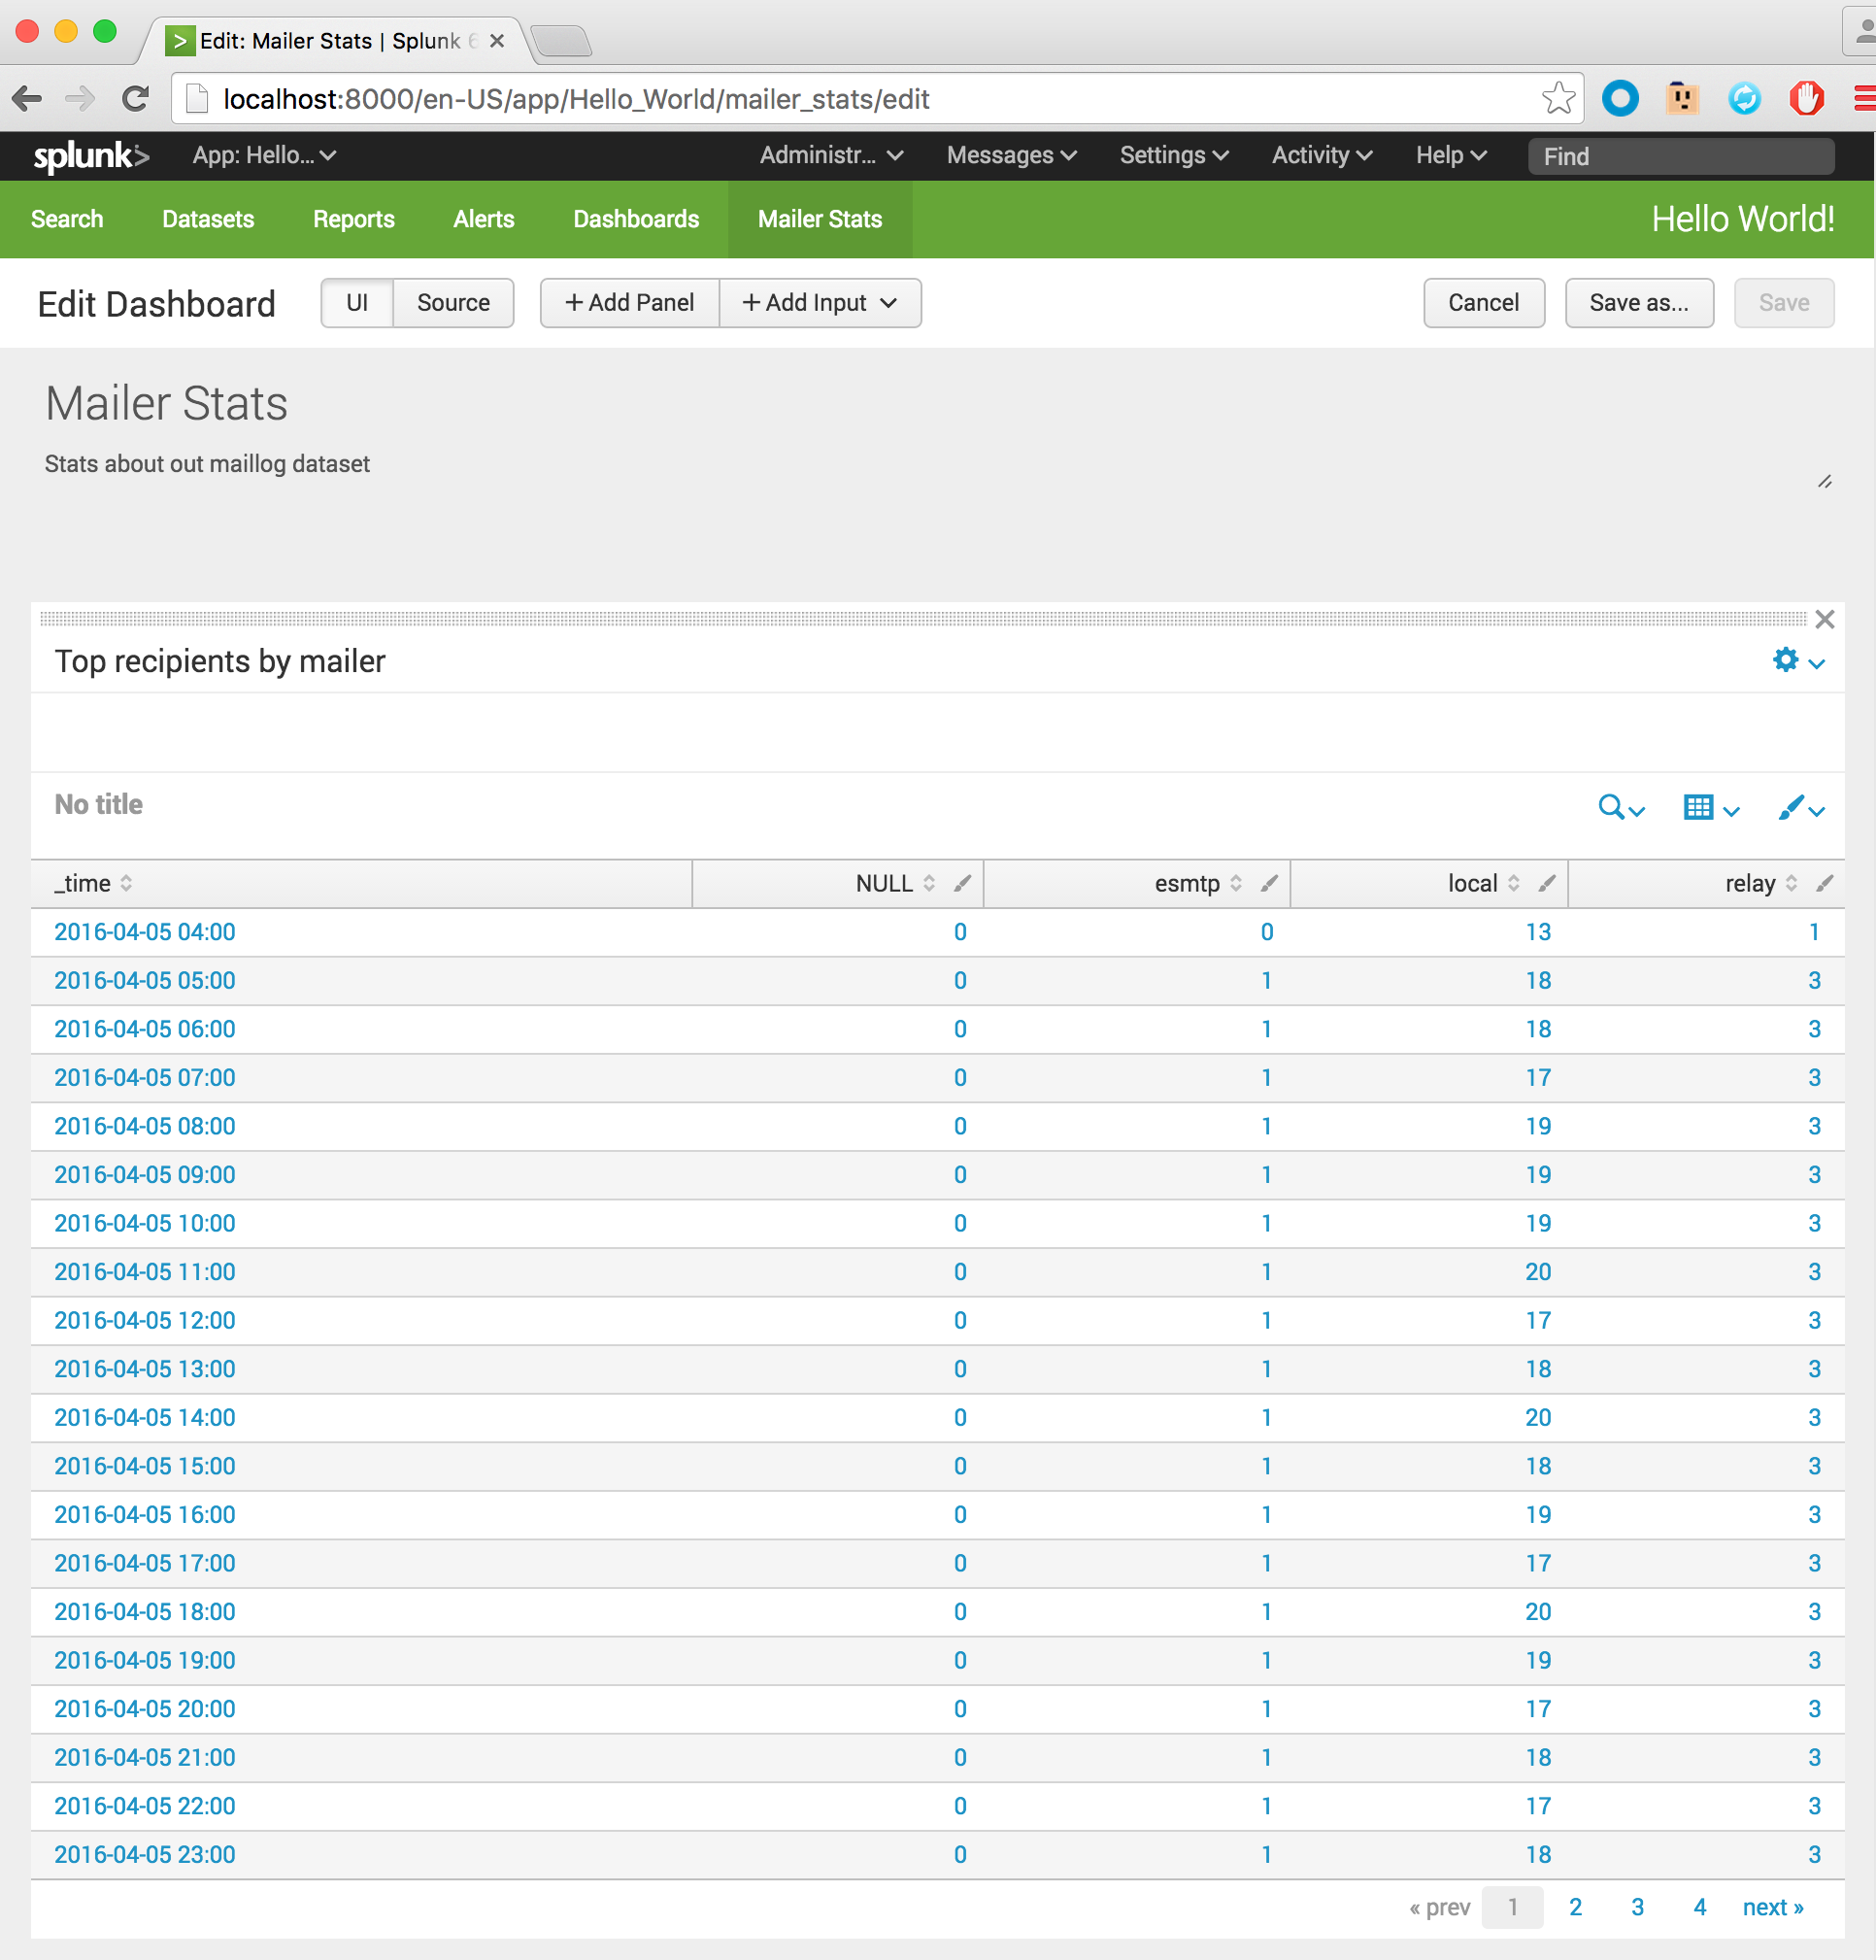 Edit: Mailer Stats | Splunk 6
localhost:8000/en-US/app/Hello_World/mailer_stats/edit
splunk> App: Hello... Administr... Messages Settings Activity Help Find
Search Datasets Reports Alerts Dashboards Mailer Stats Hello World!
Edit Dashboard UI Source + Add Panel + Add Input Cancel Save as... Save
Mailer Stats
Stats about out maillog dataset
Top recipients by mailer
No title
_time NULL esmtp local relay
2016-04-05 04:00 0 0 13 1
2016-04-05 05:00 0 1 18 3
2016-04-05 06:00 0 1 18 3
2016-04-05 07:00 0 1 17 3
2016-04-05 08:00 0 1 19 3
2016-04-05 09:00 0 1 19 3
2016-04-05 10:00 0 1 19 3
2016-04-05 11:00 0 1 20 3
2016-04-05 12:00 0 1 17 3
2016-04-05 13:00 0 1 18 3
2016-04-05 14:00 0 1 20 3
2016-04-05 15:00 0 1 18 3
2016-04-05 16:00 0 1 19 3
2016-04-05 17:00 0 1 17 3
2016-04-05 18:00 0 1 20 3
2016-04-05 19:00 0 1 19 3
2016-04-05 20:00 0 1 17 3
2016-04-05 21:00 0 1 18 3
2016-04-05 22:00 0 1 17 3
2016-04-05 23:00 0 1 18 3
« prev 1 2 3 4 next »